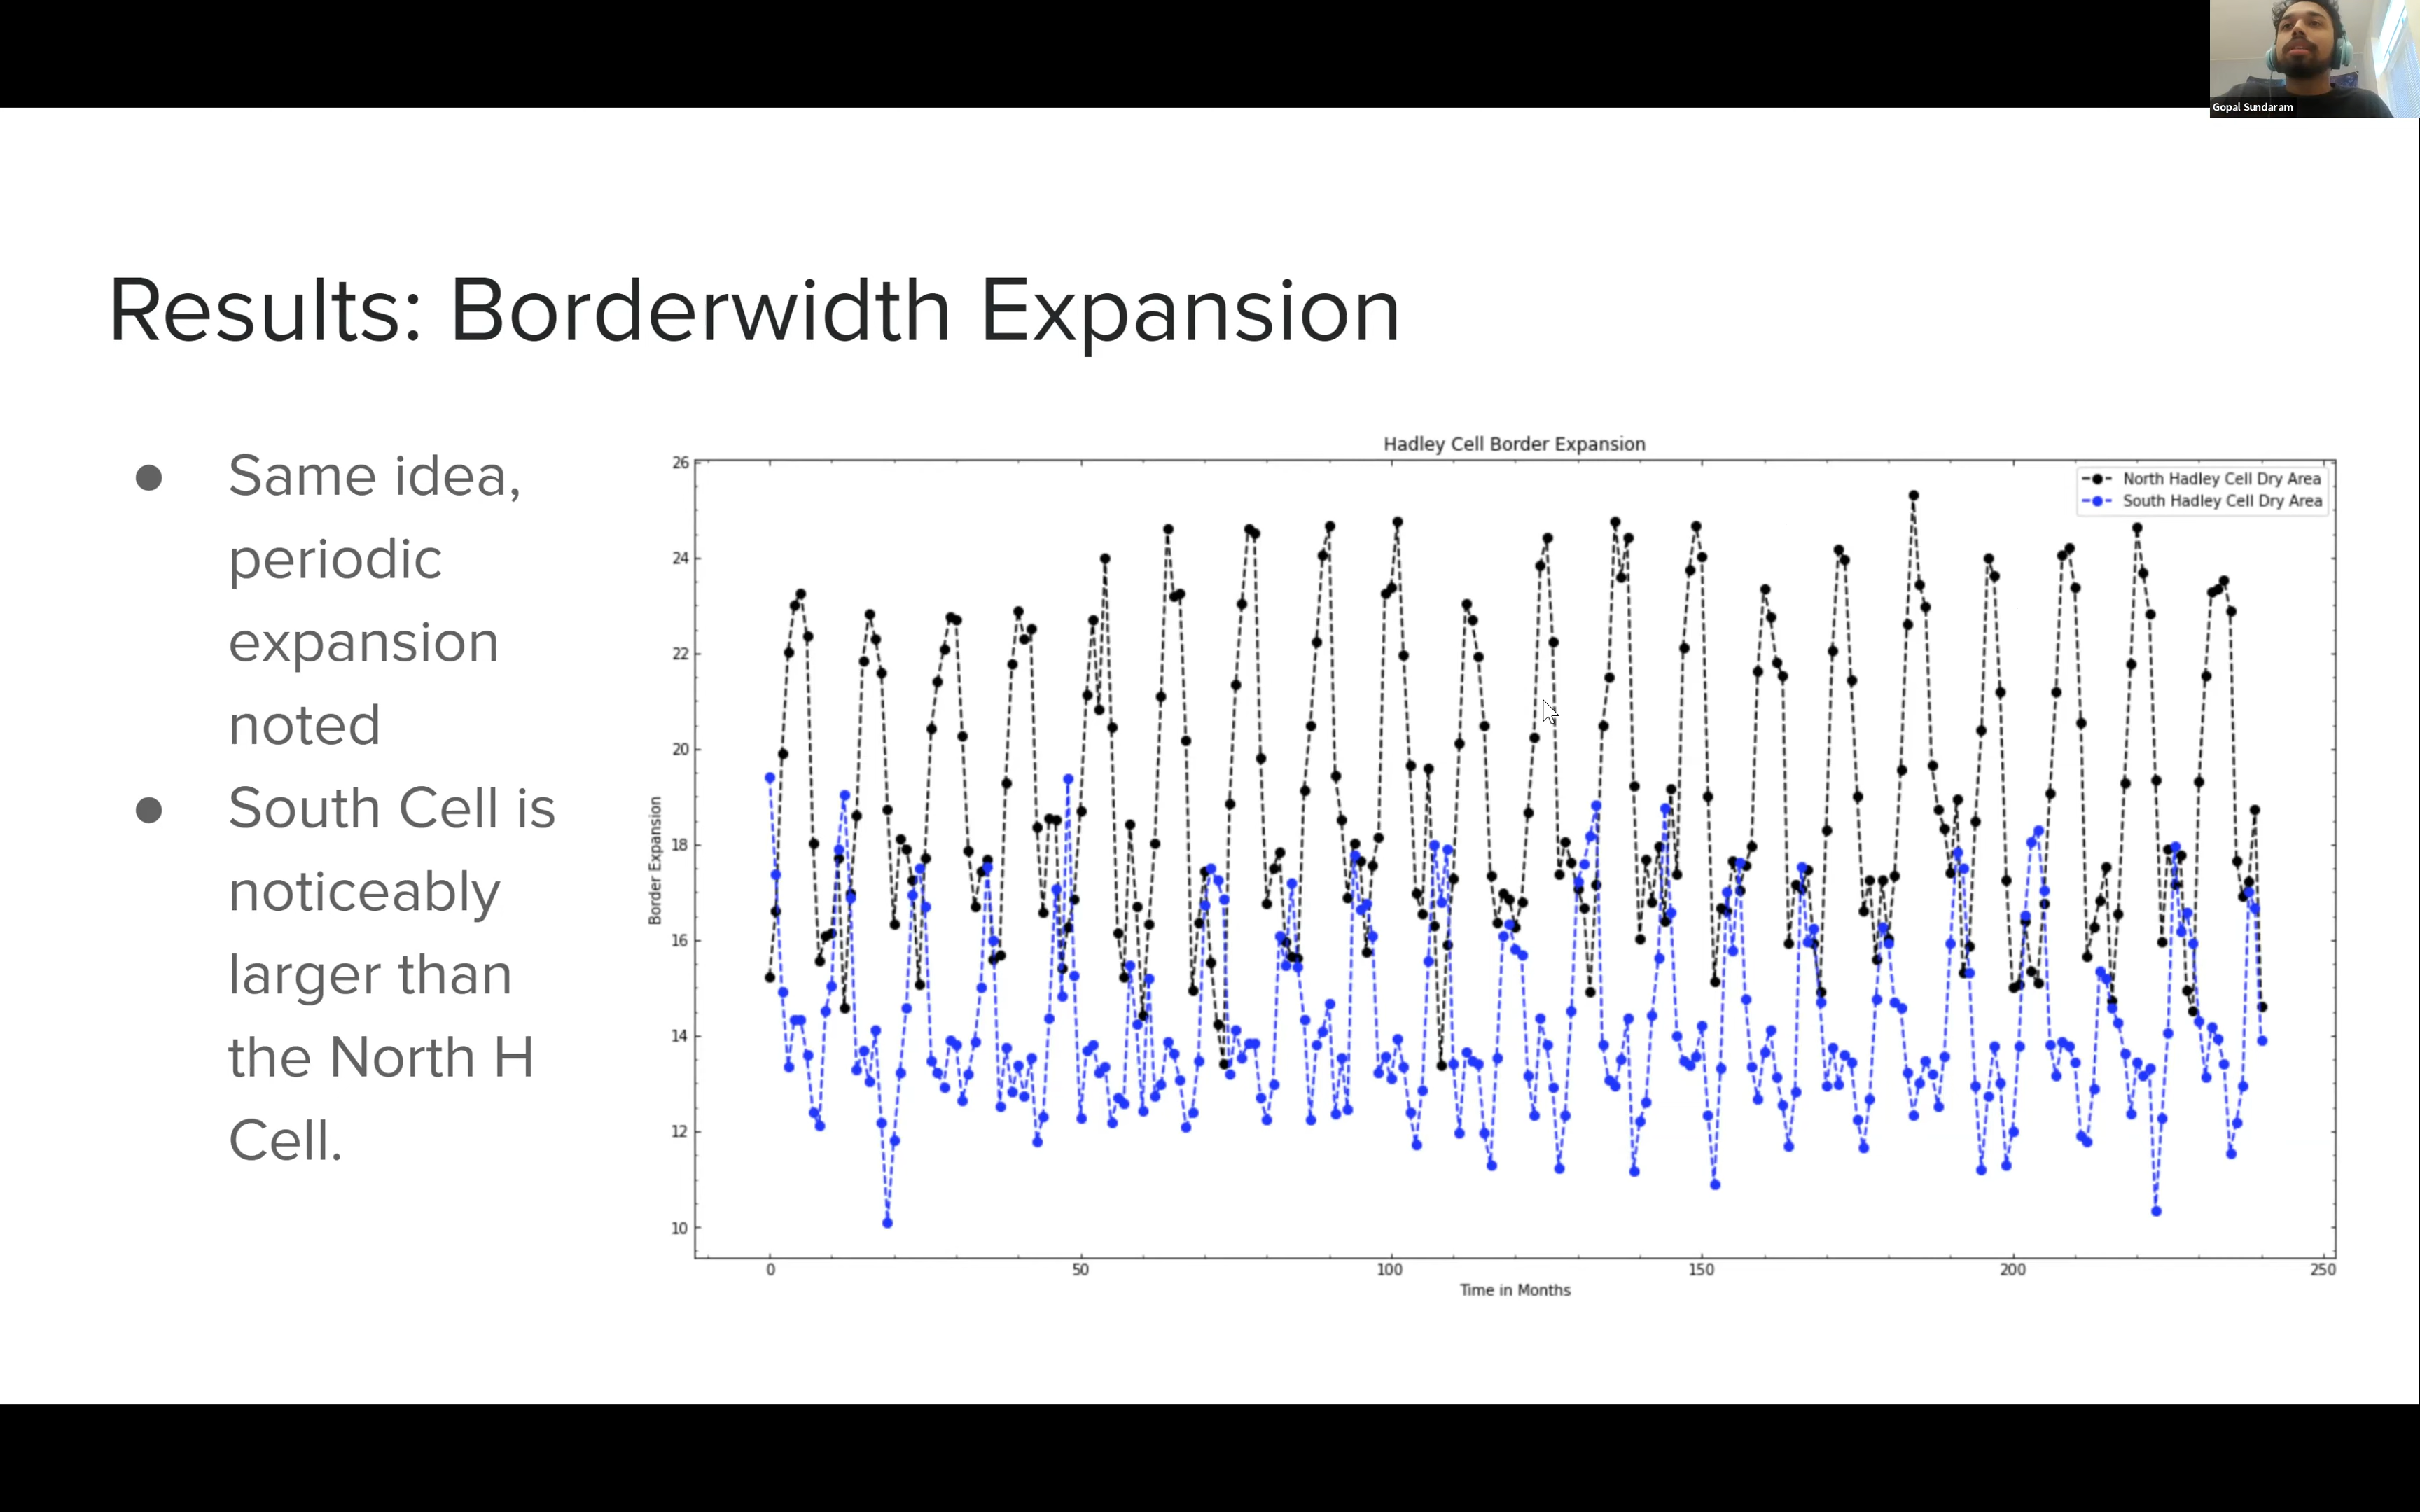 Gopal Sundaram
Results: Borderwidth Expansion
● Same idea,
periodic
expansion
noted
● South Cell is
noticeably
larger than
the North H
Cell.
Hadley Cell Border Expansion
North Hadley Cell Dry Area
South Hadley Cell Dry Area
Border Expansion
26
24
22
20
18
16
14
12
10
0 50 100 150 200 250
Time in Months